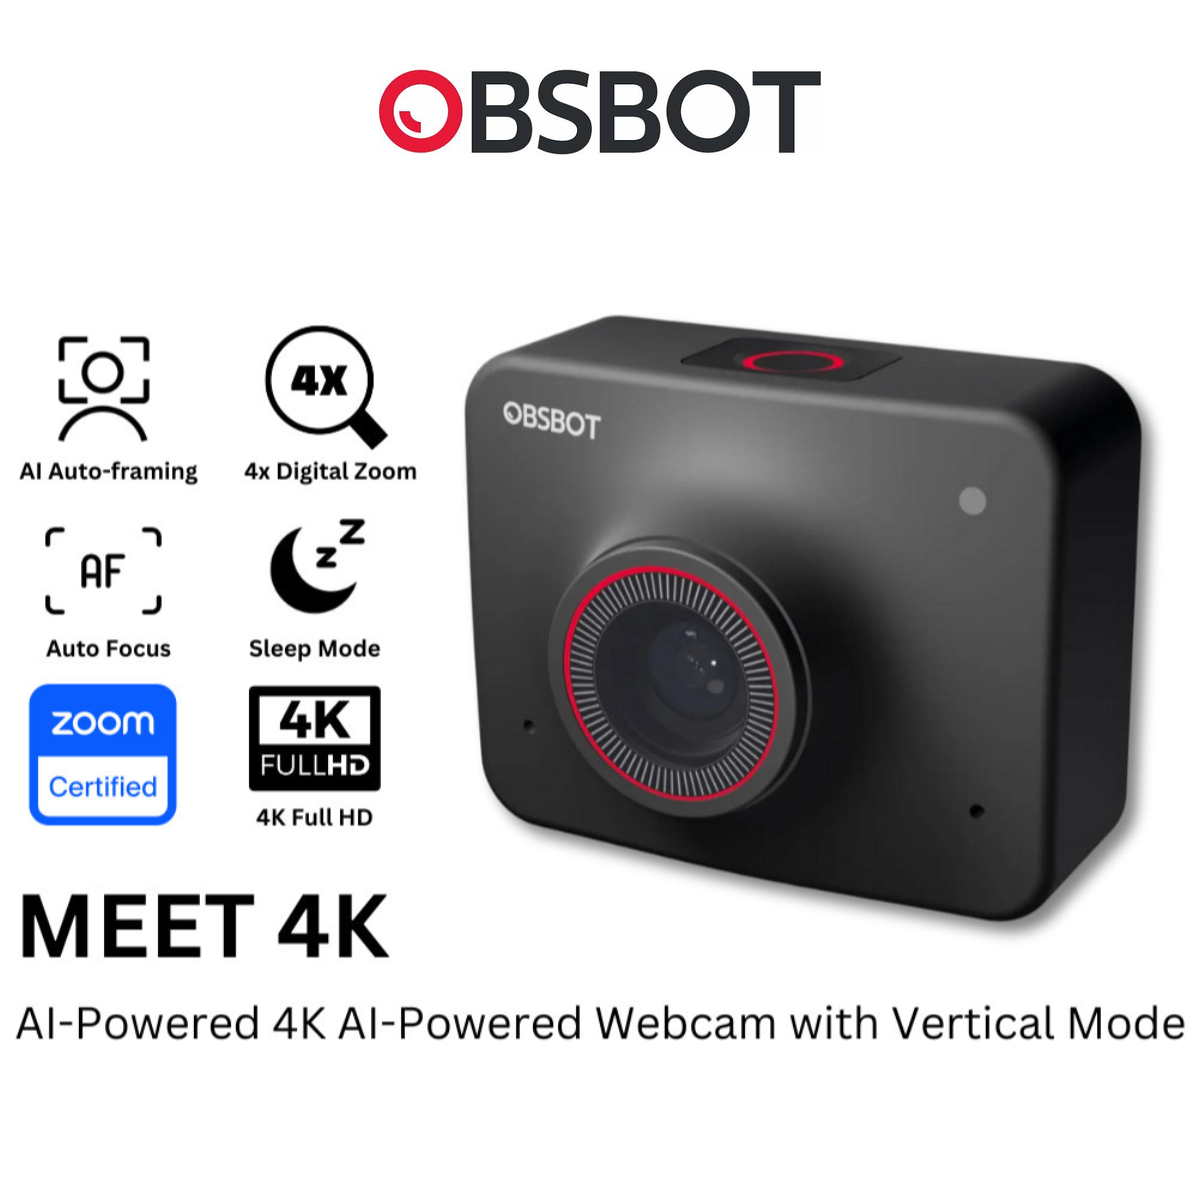 OBSBOT
OBSBOT
4X
AI Auto-framing
4x Digital Zoom
AF
z z
Auto Focus
Sleep Mode
zoom
Certified
4K
FULLHD
4K Full HD
MEET 4K
AI-Powered 4K AI-Powered Webcam with Vertical Mode